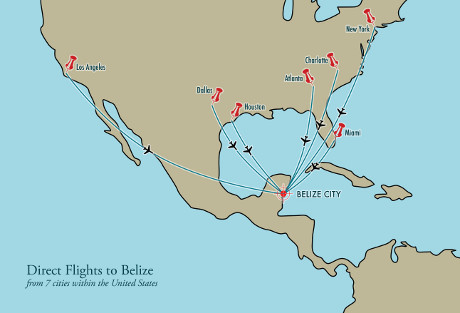 New York
Charlotte
Los Angeles
Atlanta
Dallas
Houston
Miami
BELIZE CITY
Direct Flights to Belize
from 7 cities within the United States